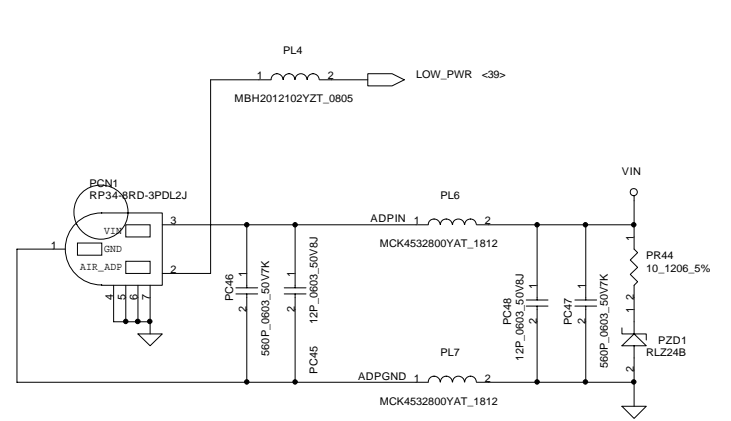 PL4
1 2 LOW_PWR <39>
MBH2012102YZT_0805
PCN1
RP34-8RD-3PDL2J
VIN
PL6
3 ADPIN 1 2
MCK4532800YAT_1812
VIN
1 GND
AIR_ADP 2
4 5 6 7
PC46
1
2
560P_0603_50V7K
1
2
12P_0603_50V8J
PC45
PC48
1
2
12P_0603_50V8J
PC47
1
2
560P_0603_50V7K
1
PR44
10_1206_5%
2
1
PZD1
RLZ24B
2
PL7
ADPGND 1 2
MCK4532800YAT_1812